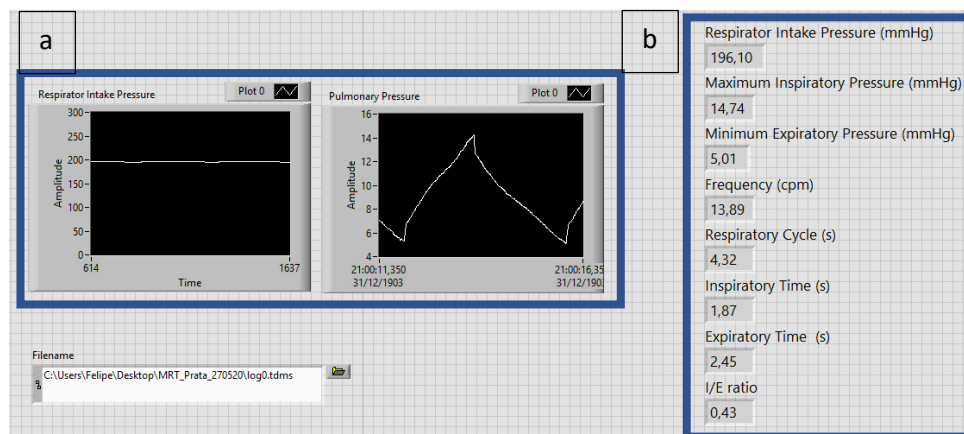 a
Respirator Intake Pressure
Plot 0
300
250
200
150
100
50
0
Amplitude
614
1637
Time
Pulmonary Pressure
Plot 0
16
14
12
10
8
6
4
Amplitude
21:00:11,350
31/12/1903
21:00:16,35
31/12/190
Filename
C:\Users\Felipe\Desktop\MRT_Prata_270520\log0.tdms
b
Respirator Intake Pressure (mmHg)
196,10
Maximum Inspiratory Pressure (mmHg)
14,74
Minimum Expiratory Pressure (mmHg)
5,01
Frequency (cpm)
13,89
Respiratory Cycle (s)
4,32
Inspiratory Time (s)
1,87
Expiratory Time (s)
2,45
I/E ratio
0,43